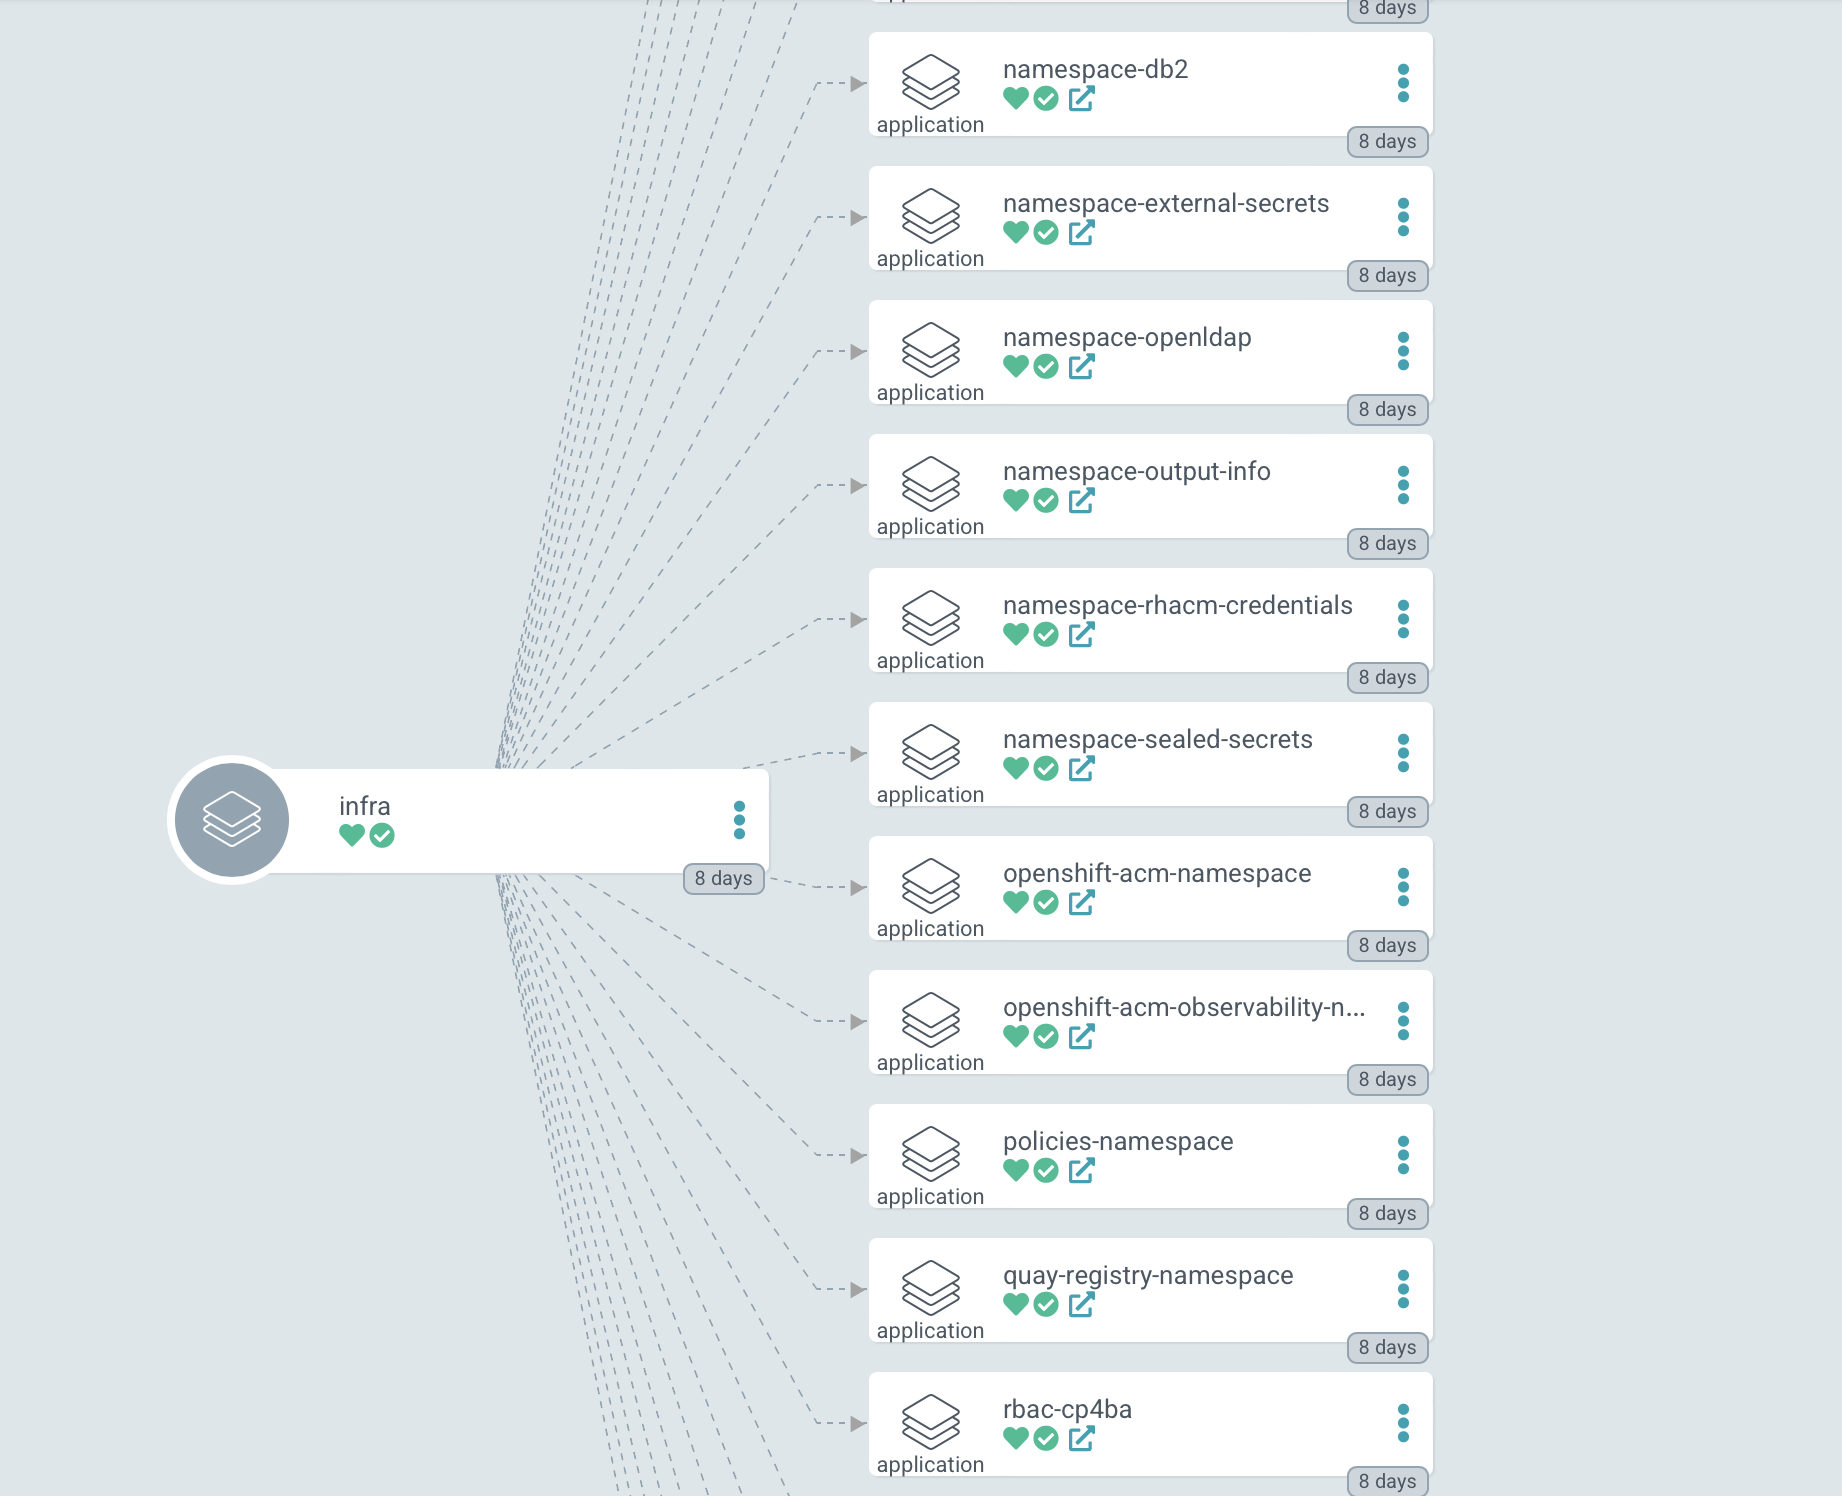 8 days
namespace-db2
application
8 days
namespace-external-secrets
application
8 days
namespace-openldap
application
8 days
namespace-output-info
application
8 days
namespace-rhacm-credentials
application
8 days
namespace-sealed-secrets
application
8 days
infra
8 days
openshift-acm-namespace
application
8 days
openshift-acm-observability-n...
application
8 days
policies-namespace
application
8 days
quay-registry-namespace
application
8 days
rbac-cp4ba
application
8 days